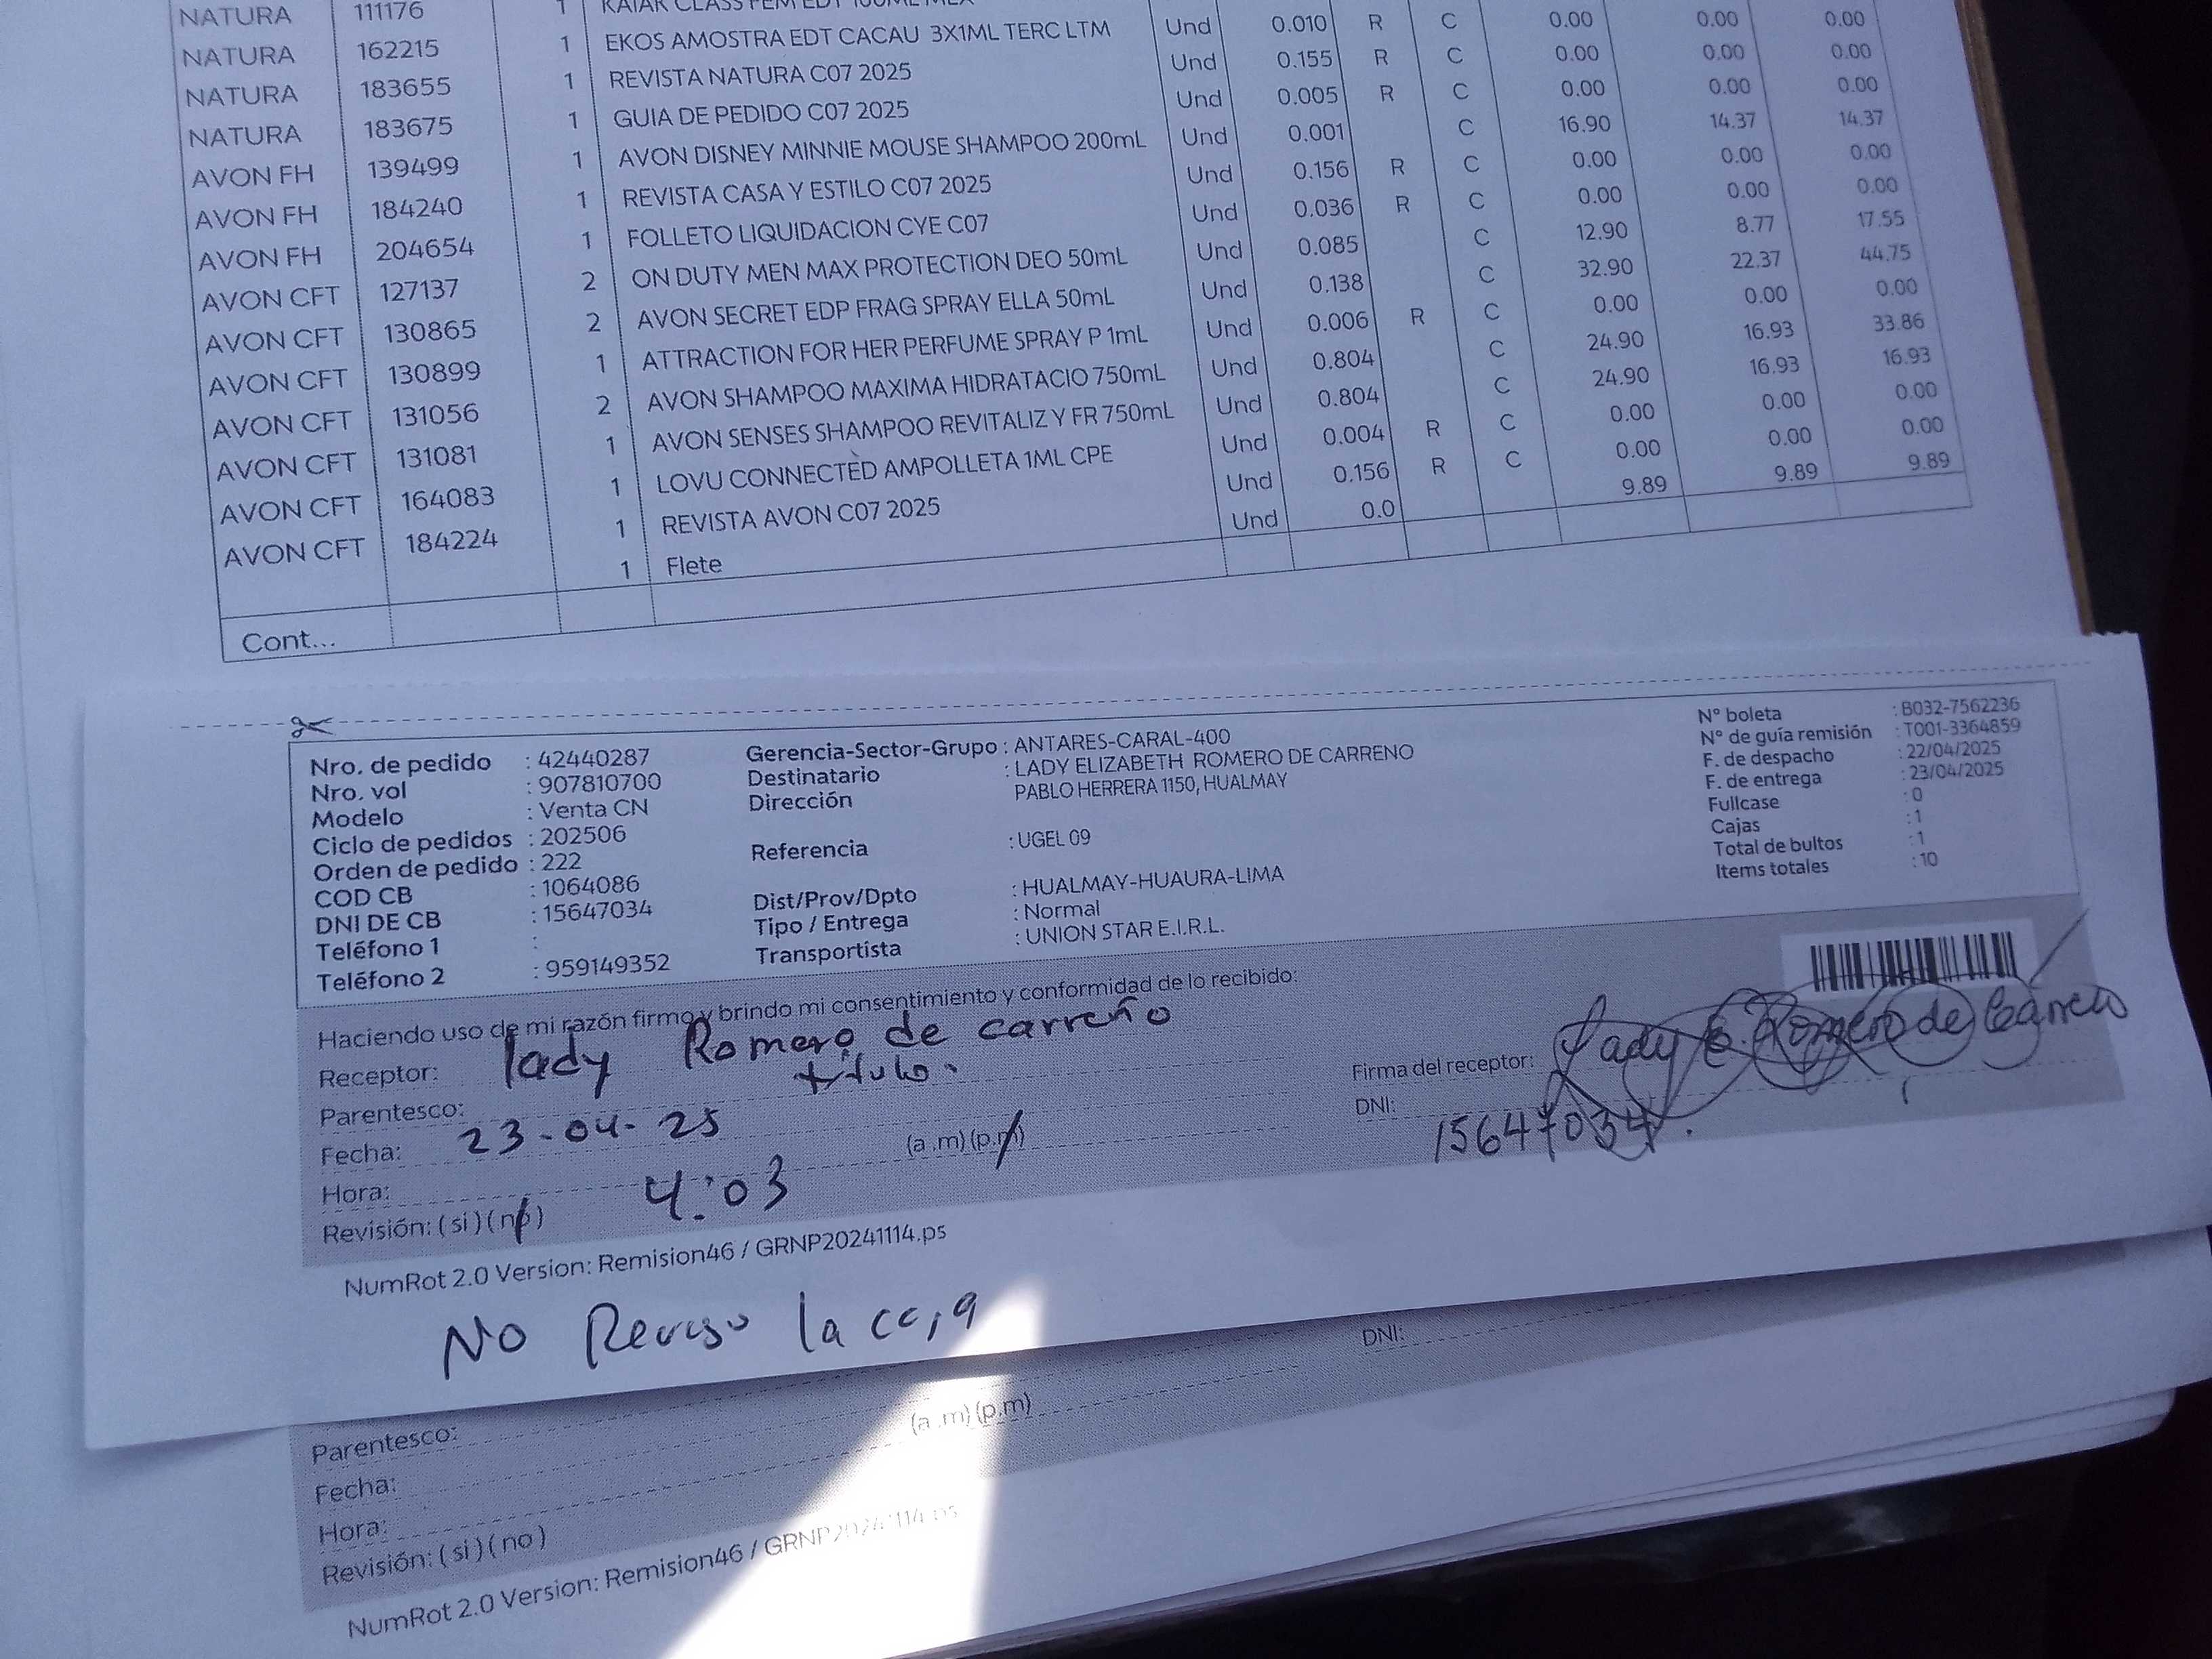 NATURA 111176 1
NATURA 162215 1 EKOS AMOSTRA EDT CACAU 3X1ML TERC LTM Und 0.010 R C 0.00 0.00 0.00
NATURA 183655 1 REVISTA NATURA C07 2025 Und 0.155 R C 0.00 0.00 0.00
NATURA 183675 1 GUIA DE PEDIDO C07 2025 Und 0.005 R C 0.00 0.00 0.00
AVON FH 139499 1 AVON DISNEY MINNIE MOUSE SHAMPOO 200mL Und 0.001 C 16.90 14.37 14.37
AVON FH 184240 1 REVISTA CASA Y ESTILO C07 2025 Und 0.156 R C 0.00 0.00 0.00
AVON FH 204654 1 FOLLETO LIQUIDACION CYE C07 Und 0.036 R C 0.00 0.00 0.00
AVON CFT 127137 2 ON DUTY MEN MAX PROTECTION DEO 50mL Und 0.085 C 12.90 8.77 17.55
AVON CFT 130865 2 AVON SECRET EDP FRAG SPRAY ELLA 50mL Und 0.138 C 32.90 22.37 44.75
AVON CFT 130899 1 ATTRACTION FOR HER PERFUME SPRAY P 1mL Und 0.006 R C 0.00 0.00 0.00
AVON CFT 131056 2 AVON SHAMPOO MAXIMA HIDRATACIO 750mL Und 0.804 C 24.90 16.93 33.86
AVON CFT 131081 1 AVON SENSES SHAMPOO REVITALIZ Y FR 750mL Und 0.804 C 24.90 16.93 16.93
AVON CFT 164083 1 LOVU CONNECTED AMPOLLETA 1ML CPE Und 0.004 R C 0.00 0.00 0.00
AVON CFT 184224 1 REVISTA AVON C07 2025 Und 0.156 R C 0.00 0.00 0.00
1 Flete Und 0.0 9.89 9.89 9.89
Cont...
Nro. de pedido : 42440287
Nro. vol : 907810700
Modelo : Venta CN
Ciclo de pedidos : 202506
Orden de pedido : 222
COD CB : 1064086
DNI DE CB : 15647034
Teléfono 1 :
Teléfono 2 : 959149352
Gerencia-Sector-Grupo : ANTARES-CARAL-400
Destinatario : LADY ELIZABETH ROMERO DE CARRENO
Dirección PABLO HERRERA 1150, HUALMAY
Referencia : UGEL 09
Dist/Prov/Dpto : HUALMAY-HUAURA-LIMA
Tipo / Entrega : Normal
Transportista : UNION STAR E.I.R.L.
N° boleta : B032-7562236
N° de guía remisión : T001-3364859
F. de despacho : 22/04/2025
F. de entrega : 23/04/2025
Fullcase : 0
Cajas : 1
Total de bultos : 1
Items totales : 10
Haciendo uso de mi razón firmo y brindo mi consentimiento y conformidad de lo recibido:
Receptor: lady Romero de carreño
Parentesco: titulo.
Fecha: 23-04-25
Hora: 4:03 (a.m) (p.m)
Revisión: (si) (no)
Firma del receptor: Lady E. Romero de Carreño
DNI: 15647034.
NumRot 2.0 Version: Remision46 / GRNP20241114.ps
No Reviso la caja
DNI:
Parentesco:
Fecha:
Hora: (a.m) (p.m)
Revisión: (si) (no)
NumRot 2.0 Version: Remision46 / GRNP20241114.ps